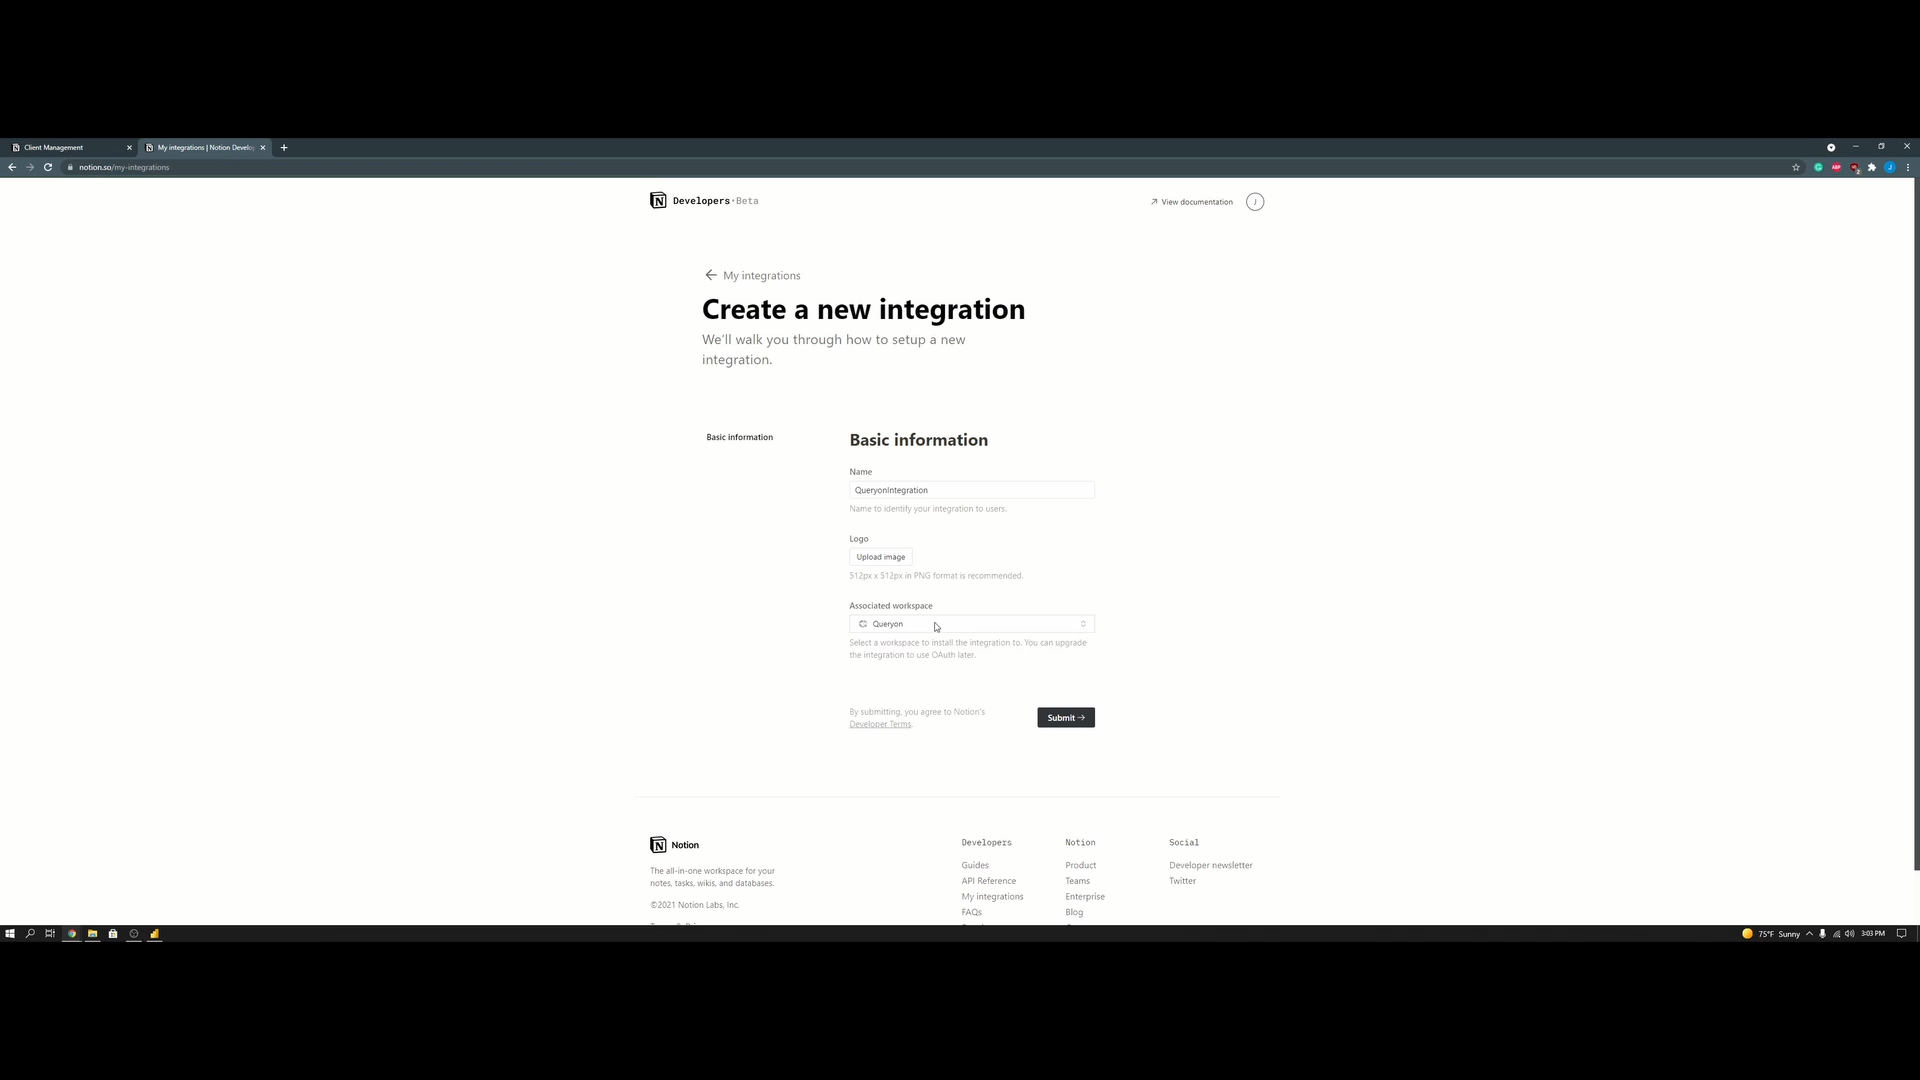 Client Management
My integrations | Notion Develo
notion.so/my-integrations
ABP
2
J
Developers•Beta
View documentation
J
My integrations
Create a new integration
We'll walk you through how to setup a new
integration.
Basic information
Basic information
Name
QueryonIntegration
Name to identify your integration to users.
Logo
Upload image
512px x 512px in PNG format is recommended.
Associated workspace
Queryon
Select a workspace to install the integration to. You can upgrade
the integration to use OAuth later.
By submitting, you agree to Notion's
Developer Terms.
Submit →
Notion
The all-in-one workspace for your
notes, tasks, wikis, and databases.
©2021 Notion Labs, Inc.
Developers
Guides
API Reference
My integrations
FAQs
Notion
Product
Teams
Enterprise
Blog
Social
Developer newsletter
Twitter
75°F Sunny
3:03 PM